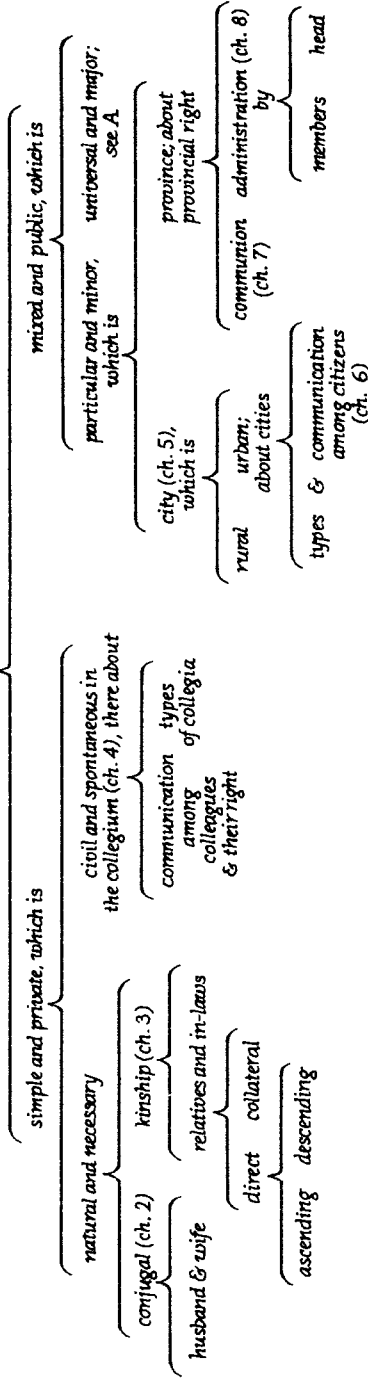 simple and private, which is
mixed and public, which is
natural and necessary
civil and spontaneous in
the collegium (ch. 4), there about
particular and minor,
which is
universal and major;
see A
conjugal (ch. 2)
kinship (ch. 3)
communication
among
colleagues
& their right
types
of collegia
city (ch. 5),
which is
province; about
provincial right
husband & wife
relatives and in-laws
rural
urban;
about cities
communion
(ch. 7)
administration (ch. 8)
by
direct
collateral
types & communication
among citizens
(ch. 6)
members
head
ascending
descending